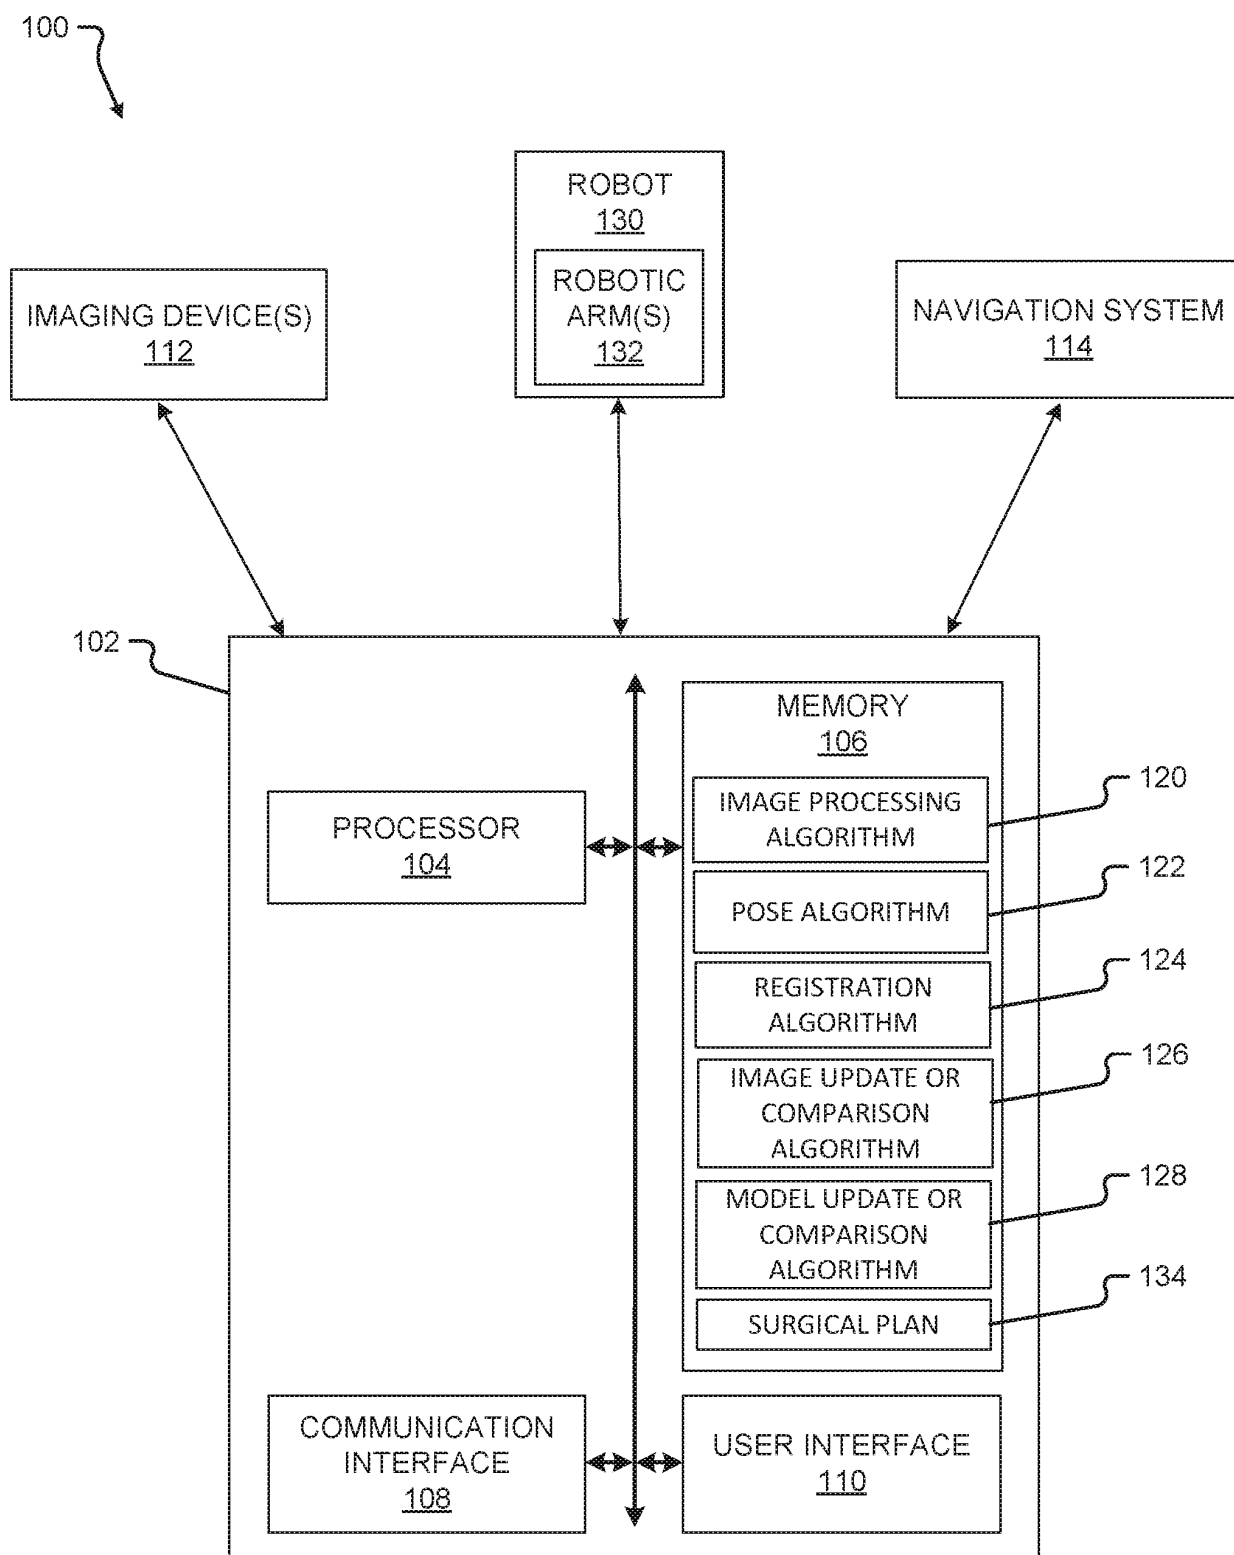 100
ROBOT
130
ROBOTIC
ARM(S)
132
IMAGING DEVICE(S)
112
NAVIGATION SYSTEM
114
102
MEMORY
106
PROCESSOR
104
IMAGE PROCESSING
ALGORITHM
120
POSE ALGORITHM
122
REGISTRATION
ALGORITHM
124
IMAGE UPDATE OR
COMPARISON
ALGORITHM
126
MODEL UPDATE OR
COMPARISON
ALGORITHM
128
SURGICAL PLAN
134
COMMUNICATION
INTERFACE
108
USER INTERFACE
110